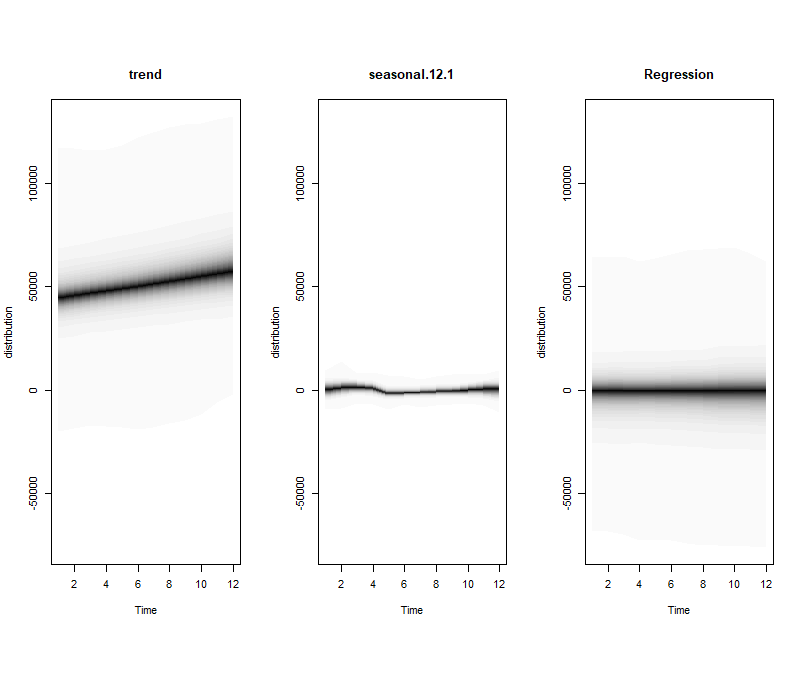 trend
distribution
-50000 0 50000 100000
2 4 6 8 10 12
Time
seasonal.12.1
distribution
-50000 0 50000 100000
2 4 6 8 10 12
Time
Regression
distribution
-50000 0 50000 100000
2 4 6 8 10 12
Time